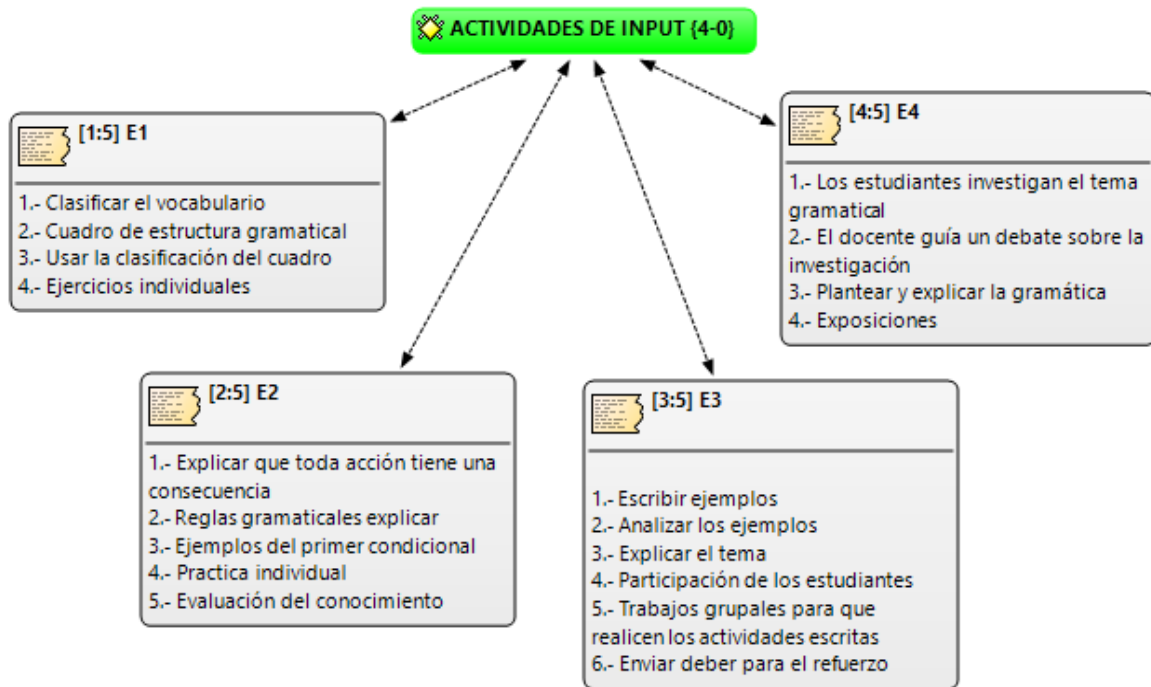 ACTIVIDADES DE INPUT {4-0}
[1:5] E1
1.- Clasificar el vocabulario
2.- Cuadro de estructura gramatical
3.- Usar la clasificación del cuadro
4.- Ejercicios individuales
[4:5] E4
1.- Los estudiantes investigan el tema
gramatical
2.- El docente guía un debate sobre la
investigación
3.- Plantear y explicar la gramática
4.- Exposiciones
[2:5] E2
1.- Explicar que toda acción tiene una
consecuencia
2.- Reglas gramaticales explicar
3.- Ejemplos del primer condicional
4.- Practica individual
5.- Evaluación del conocimiento
[3:5] E3
1.- Escribir ejemplos
2.- Analizar los ejemplos
3.- Explicar el tema
4.- Participación de los estudiantes
5.- Trabajos grupales para que
realicen los actividades escritas
6.- Enviar deber para el refuerzo